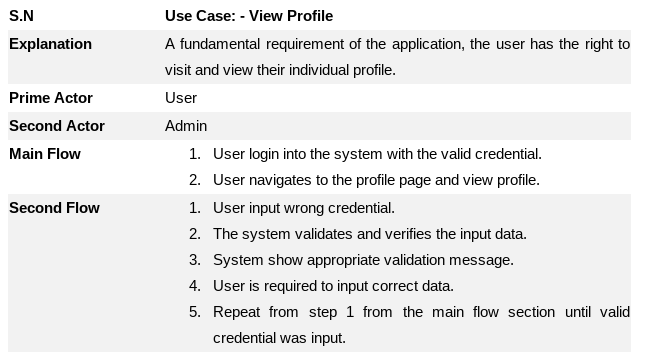 S.N Use Case: - View Profile
Explanation A fundamental requirement of the application, the user has the right to
visit and view their individual profile.
Prime Actor User
Second Actor Admin
Main Flow 1. User login into the system with the valid credential.
2. User navigates to the profile page and view profile.
Second Flow 1. User input wrong credential.
2. The system validates and verifies the input data.
3. System show appropriate validation message.
4. User is required to input correct data.
5. Repeat from step 1 from the main flow section until valid
credential was input.